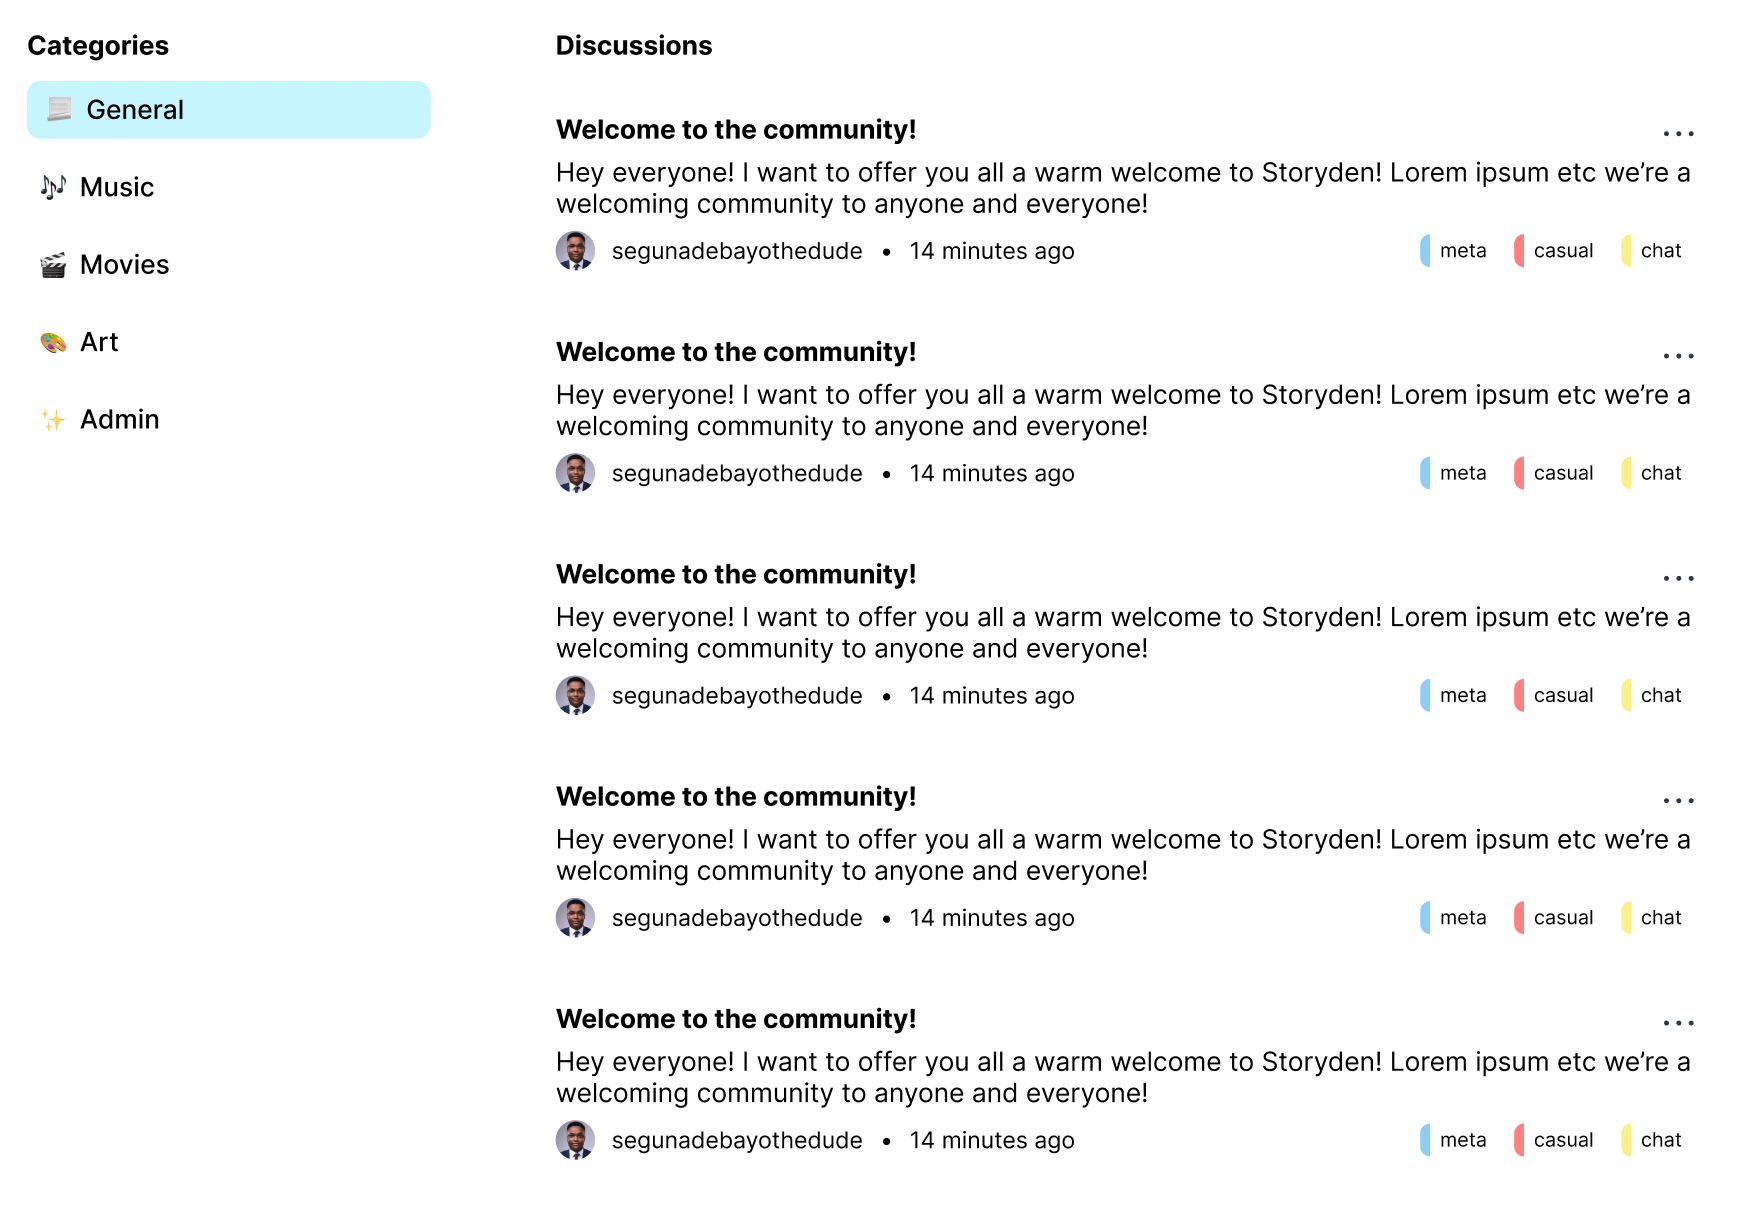 Categories
General
Music
Movies
Art
Admin
Discussions
Welcome to the community!
Hey everyone! I want to offer you all a warm welcome to Storyden! Lorem ipsum etc we’re a
welcoming community to anyone and everyone!
segunadebayothedude • 14 minutes ago meta casual chat
Welcome to the community!
Hey everyone! I want to offer you all a warm welcome to Storyden! Lorem ipsum etc we’re a
welcoming community to anyone and everyone!
segunadebayothedude • 14 minutes ago meta casual chat
Welcome to the community!
Hey everyone! I want to offer you all a warm welcome to Storyden! Lorem ipsum etc we’re a
welcoming community to anyone and everyone!
segunadebayothedude • 14 minutes ago meta casual chat
Welcome to the community!
Hey everyone! I want to offer you all a warm welcome to Storyden! Lorem ipsum etc we’re a
welcoming community to anyone and everyone!
segunadebayothedude • 14 minutes ago meta casual chat
Welcome to the community!
Hey everyone! I want to offer you all a warm welcome to Storyden! Lorem ipsum etc we’re a
welcoming community to anyone and everyone!
segunadebayothedude • 14 minutes ago meta casual chat